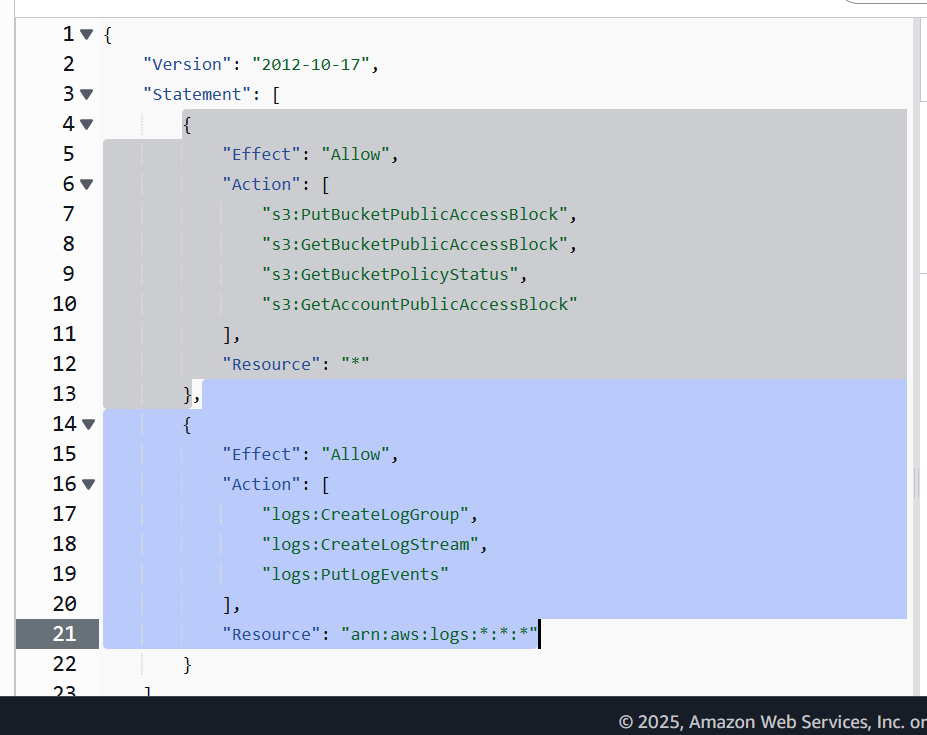 1 {
2 "Version": "2012-10-17",
3 "Statement": [
4 {
5 "Effect": "Allow",
6 "Action": [
7 "s3:PutBucketPublicAccessBlock",
8 "s3:GetBucketPublicAccessBlock",
9 "s3:GetBucketPolicyStatus",
10 "s3:GetAccountPublicAccessBlock"
11 ],
12 "Resource": "*"
13 },
14 {
15 "Effect": "Allow",
16 "Action": [
17 "logs:CreateLogGroup",
18 "logs:CreateLogStream",
19 "logs:PutLogEvents"
20 ],
21 "Resource": "arn:aws:logs:*:*:*"
22 }
23 ]
© 2025, Amazon Web Services, Inc. or